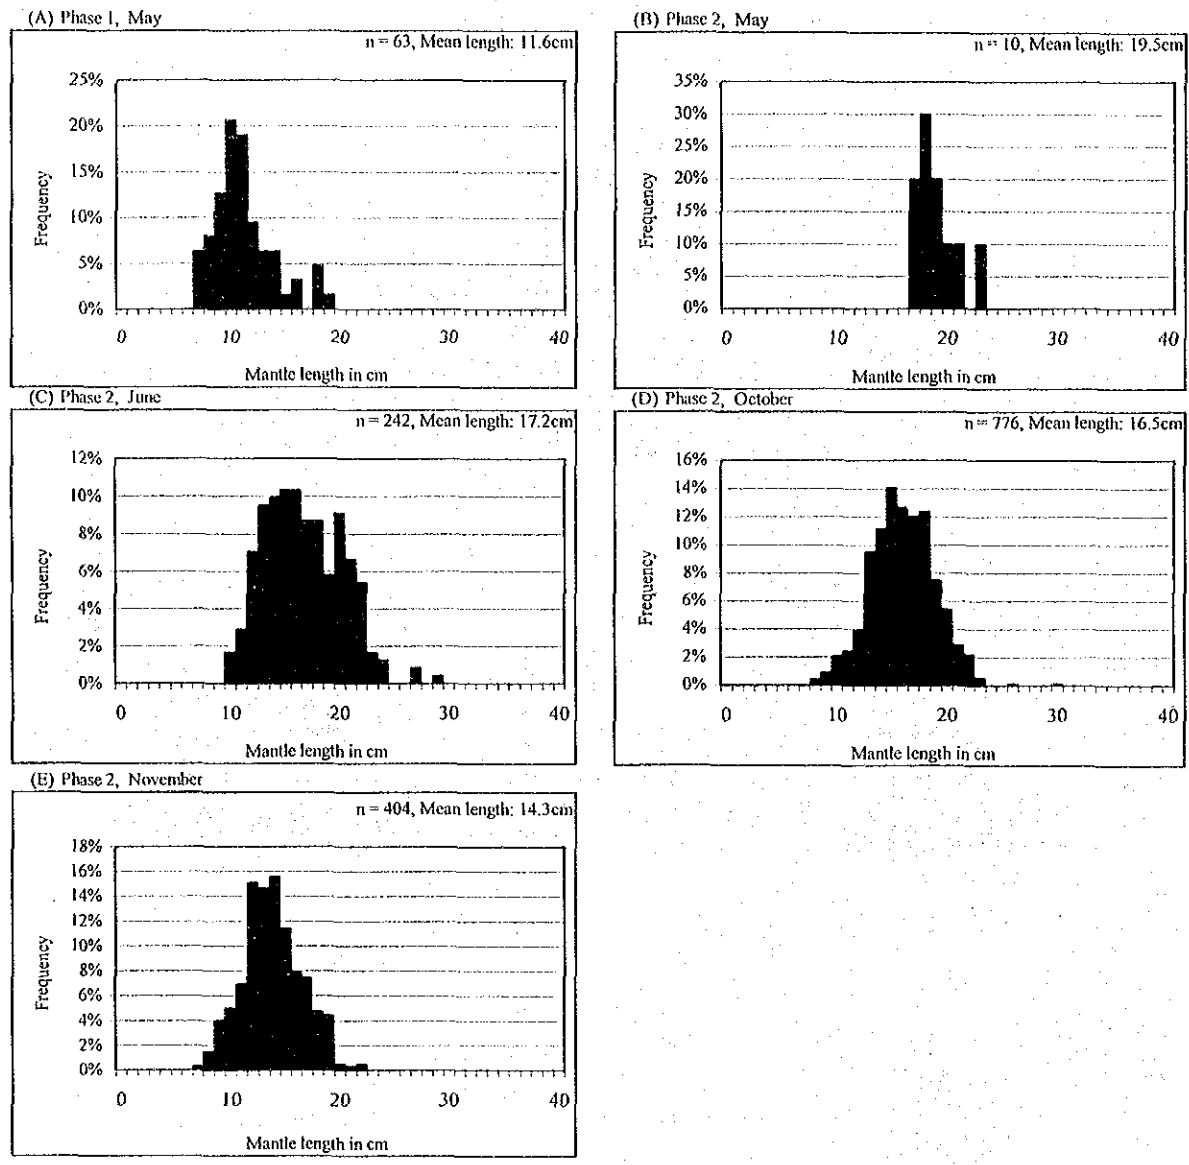 (A) Phase 1, May
n = 63, Mean length: 11.6cm
25%
20%
15%
10%
5%
0%
Frequency
0 10 20 30 40
Mantle length in cm
(B) Phase 2, May
n = 10, Mean length: 19.5cm
35%
30%
25%
20%
15%
10%
5%
0%
Frequency
0 10 20 30 40
Mantle length in cm
(C) Phase 2, June
n = 242, Mean length: 17.2cm
12%
10%
8%
6%
4%
2%
0%
Frequency
0 10 20 30 40
Mantle length in cm
(D) Phase 2, October
n = 776, Mean length: 16.5cm
16%
14%
12%
10%
8%
6%
4%
2%
0%
Frequency
0 10 20 30 40
Mantle length in cm
(E) Phase 2, November
n = 404, Mean length: 14.3cm
18%
16%
14%
12%
10%
8%
6%
4%
2%
0%
Frequency
0 10 20 30 40
Mantle length in cm